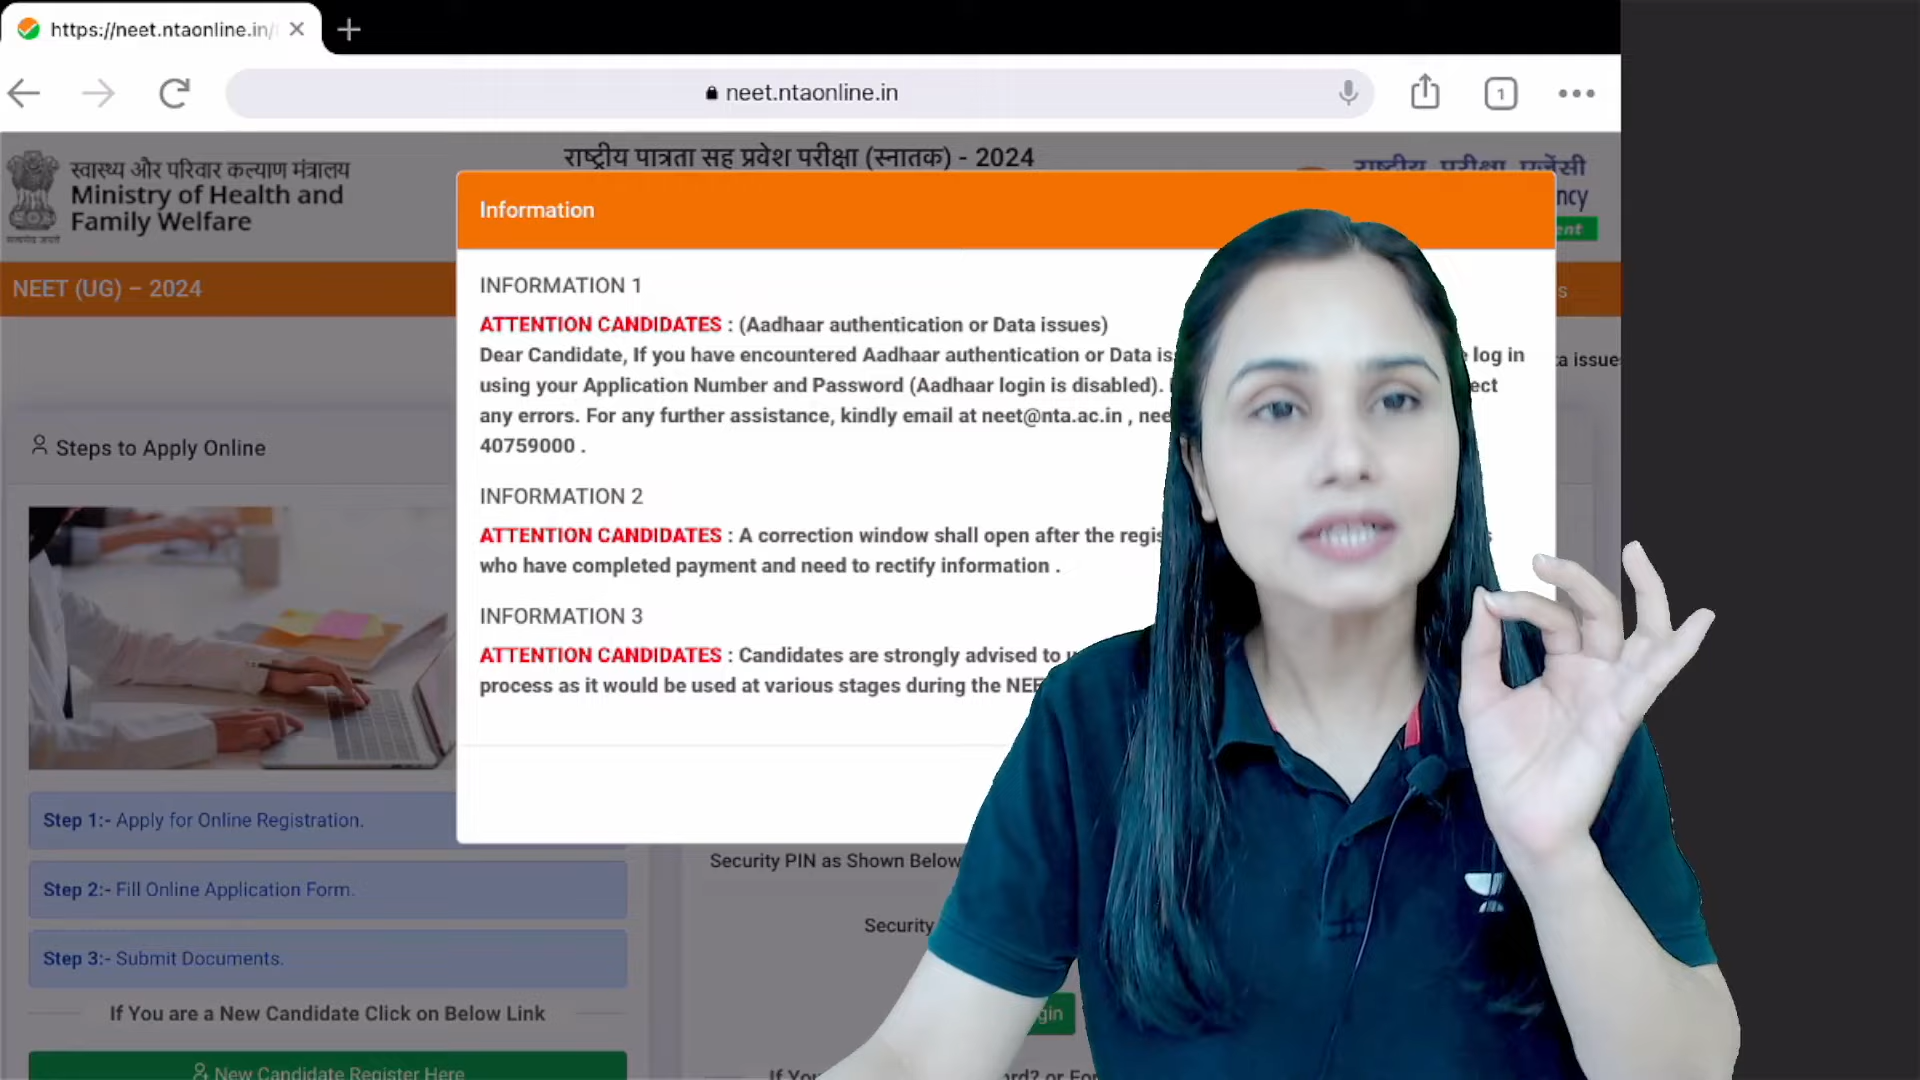 https://neet.ntaonline.in/
neet.ntaonline.in
1
स्वास्थ्य और परिवार कल्याण मंत्रालय
Ministry of Health and
Family Welfare
राष्ट्रीय पात्रता सह प्रवेश परीक्षा (स्नातक) - 2024
राष्ट्रीय परीक्षा एजेंसी
NEET (UG) – 2024
Information
INFORMATION 1
ATTENTION CANDIDATES : (Aadhaar authentication or Data issues)
Dear Candidate, If you have encountered Aadhaar authentication or Data log in
using your Application Number and Password (Aadhaar login is disabled).
any errors. For any further assistance, kindly email at neet@nta.ac.in ,
40759000 .
INFORMATION 2
ATTENTION CANDIDATES : A correction window shall open after the
who have completed payment and need to rectify information .
INFORMATION 3
ATTENTION CANDIDATES : Candidates are strongly advised to
process as it would be used at various stages during the
Steps to Apply Online
Step 1:- Apply for Online Registration.
Step 2:- Fill Online Application Form.
Step 3:- Submit Documents.
If You are a New Candidate Click on Below Link
New Candidate Register Here
Security PIN as Shown Below
Security